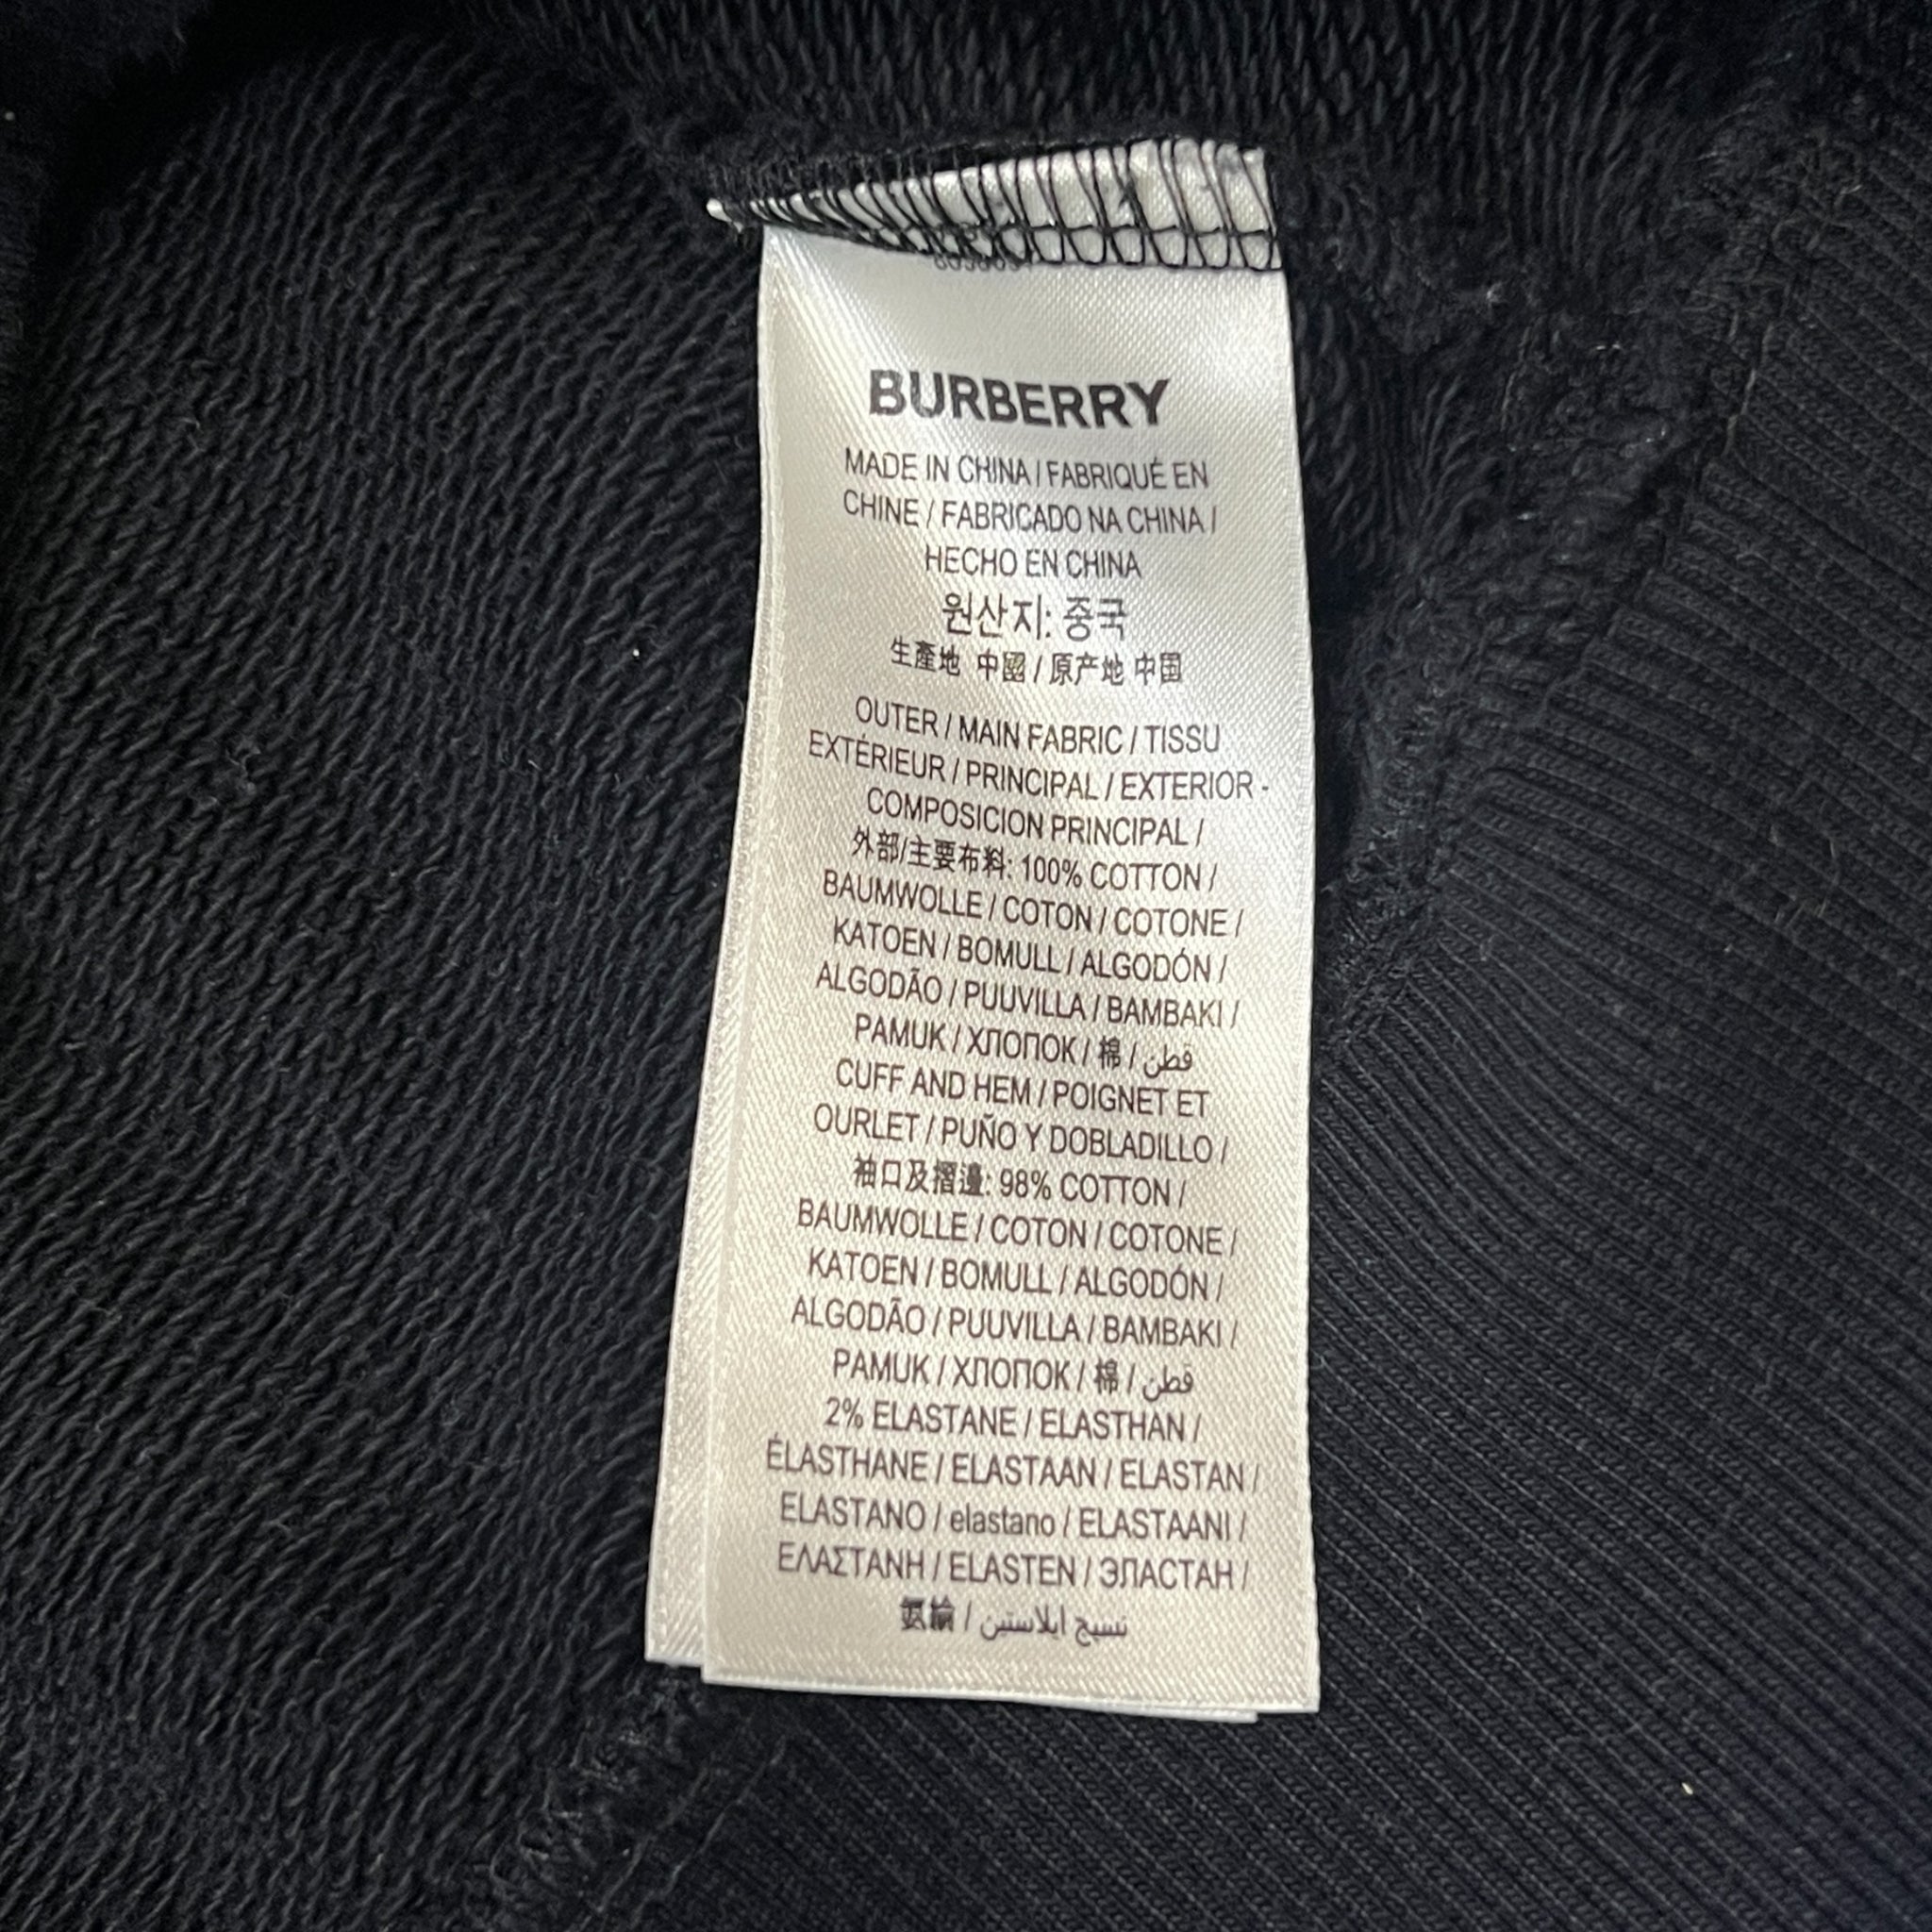 BURBERRY
MADE IN CHINA / FABRIQUÉ EN
CHINE / FABRICADO NA CHINA /
HECHO EN CHINA
원산지: 중국
生產地 中國 / 原产地 中国
OUTER / MAIN FABRIC / TISSU
EXTÉRIEUR / PRINCIPAL / EXTERIOR -
COMPOSICION PRINCIPAL /
外部/主要布料: 100% COTTON /
BAUMWOLLE / COTON / COTONE /
KATOEN / BOMULL / ALGODÓN /
ALGODÃO / PUUVILLA / BAMBAKI /
PAMUK / ХЛОПОК / 棉 / قطن
CUFF AND HEM / POIGNET ET
OURLET / PUÑO Y DOBLADILLO /
袖口及摺邊: 98% COTTON /
BAUMWOLLE / COTON / COTONE /
KATOEN / BOMULL / ALGODÓN /
ALGODÃO / PUUVILLA / BAMBAKI /
PAMUK / ХЛОПОК / 棉 / قطن
2% ELASTANE / ELASTHAN /
ÉLASTHANE / ELASTAAN / ELASTAN /
ELASTANO / elastano / ELASTAANI /
ΕΛΑΣΤΑΝΗ / ELASTEN / ЭЛАСТАН /
氨綸 / نسيج ايلاستين